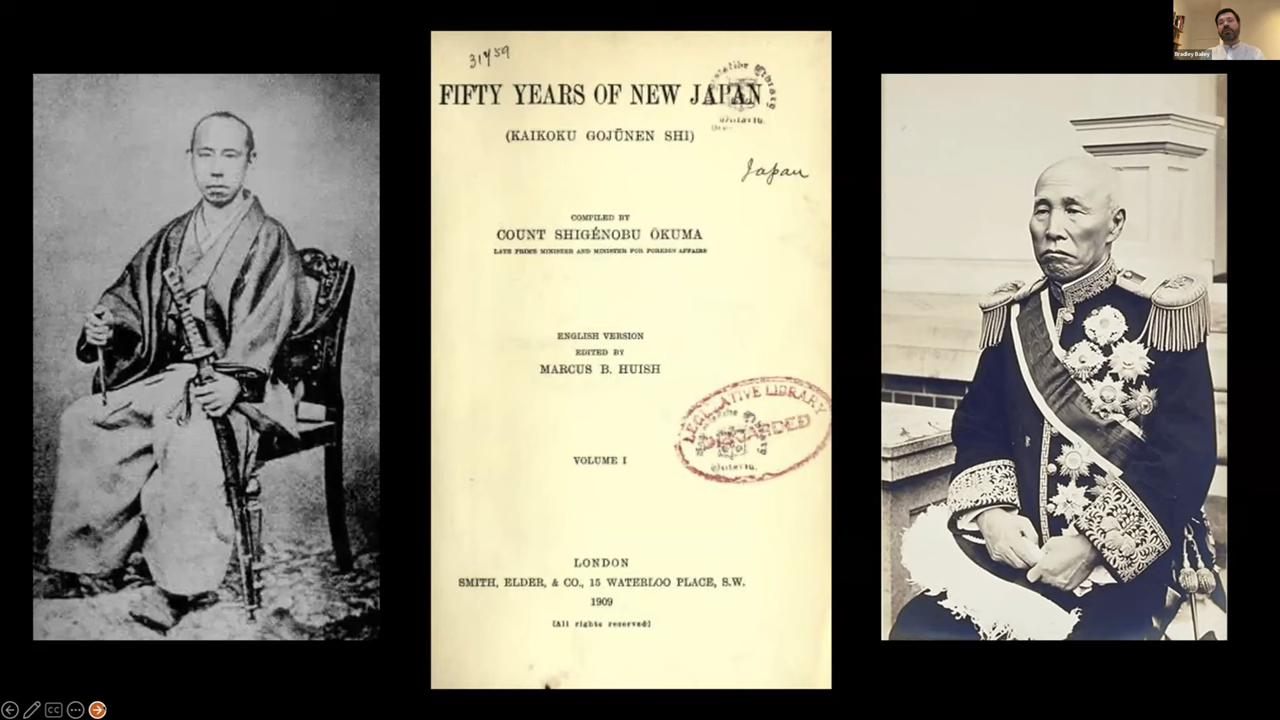 31459
FIFTY YEARS OF NEW JAPAN
(KAIKOKU GOJŪNEN SHI)
Japan
COMPILED BY
COUNT SHIGÉNOBU ŌKUMA
LATE PRIME MINISTER AND MINISTER FOR FOREIGN AFFAIRS
ENGLISH VERSION
EDITED BY
MARCUS B. HUISH
LEGISLATIVE LIBRARY
DISCARDED
VOLUME I
LONDON
SMITH, ELDER, & CO., 15 WATERLOO PLACE, S.W.
1909
[All rights reserved]
Bradley Bailey
CC